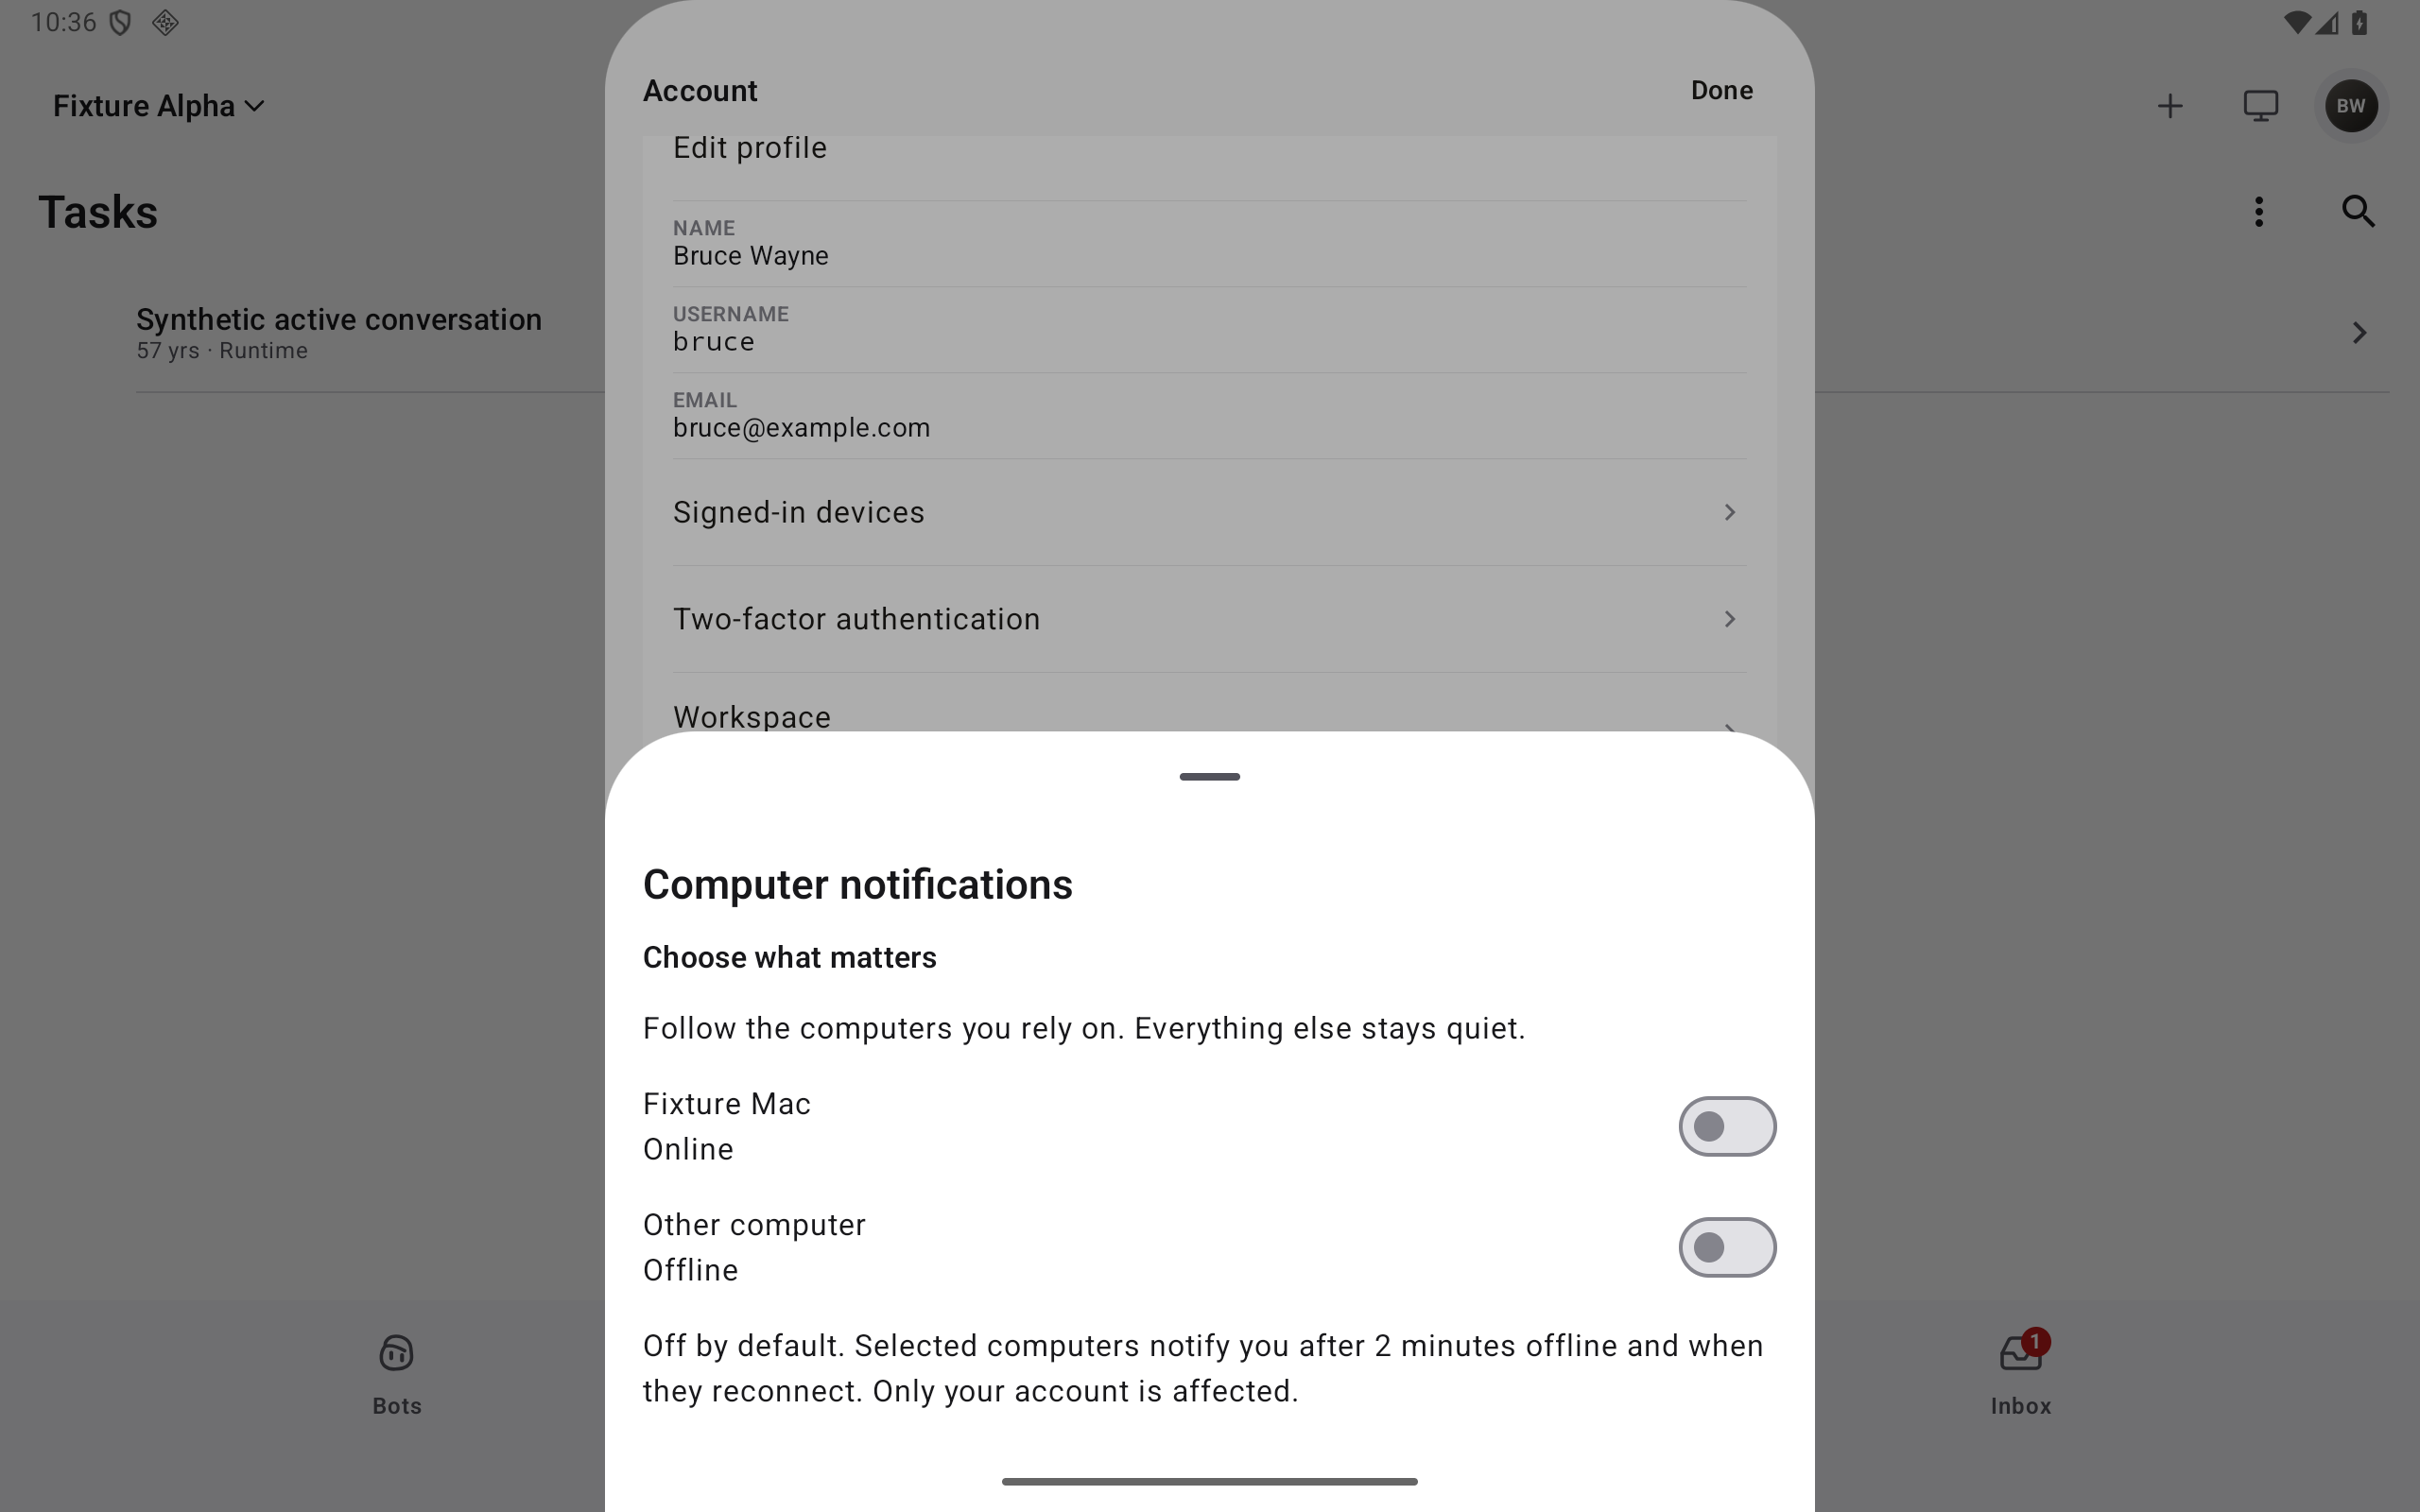 10:36
Fixture Alpha
BW
Tasks
Synthetic active conversation
57 yrs · Runtime
Account
Done
Edit profile
NAME
Bruce Wayne
USERNAME
bruce
EMAIL
bruce@example.com
Signed-in devices
Two-factor authentication
Workspace
Computer notifications
Choose what matters
Follow the computers you rely on. Everything else stays quiet.
Fixture Mac
Online
Other computer
Offline
Off by default. Selected computers notify you after 2 minutes offline and when
they reconnect. Only your account is affected.
Bots
1
Inbox